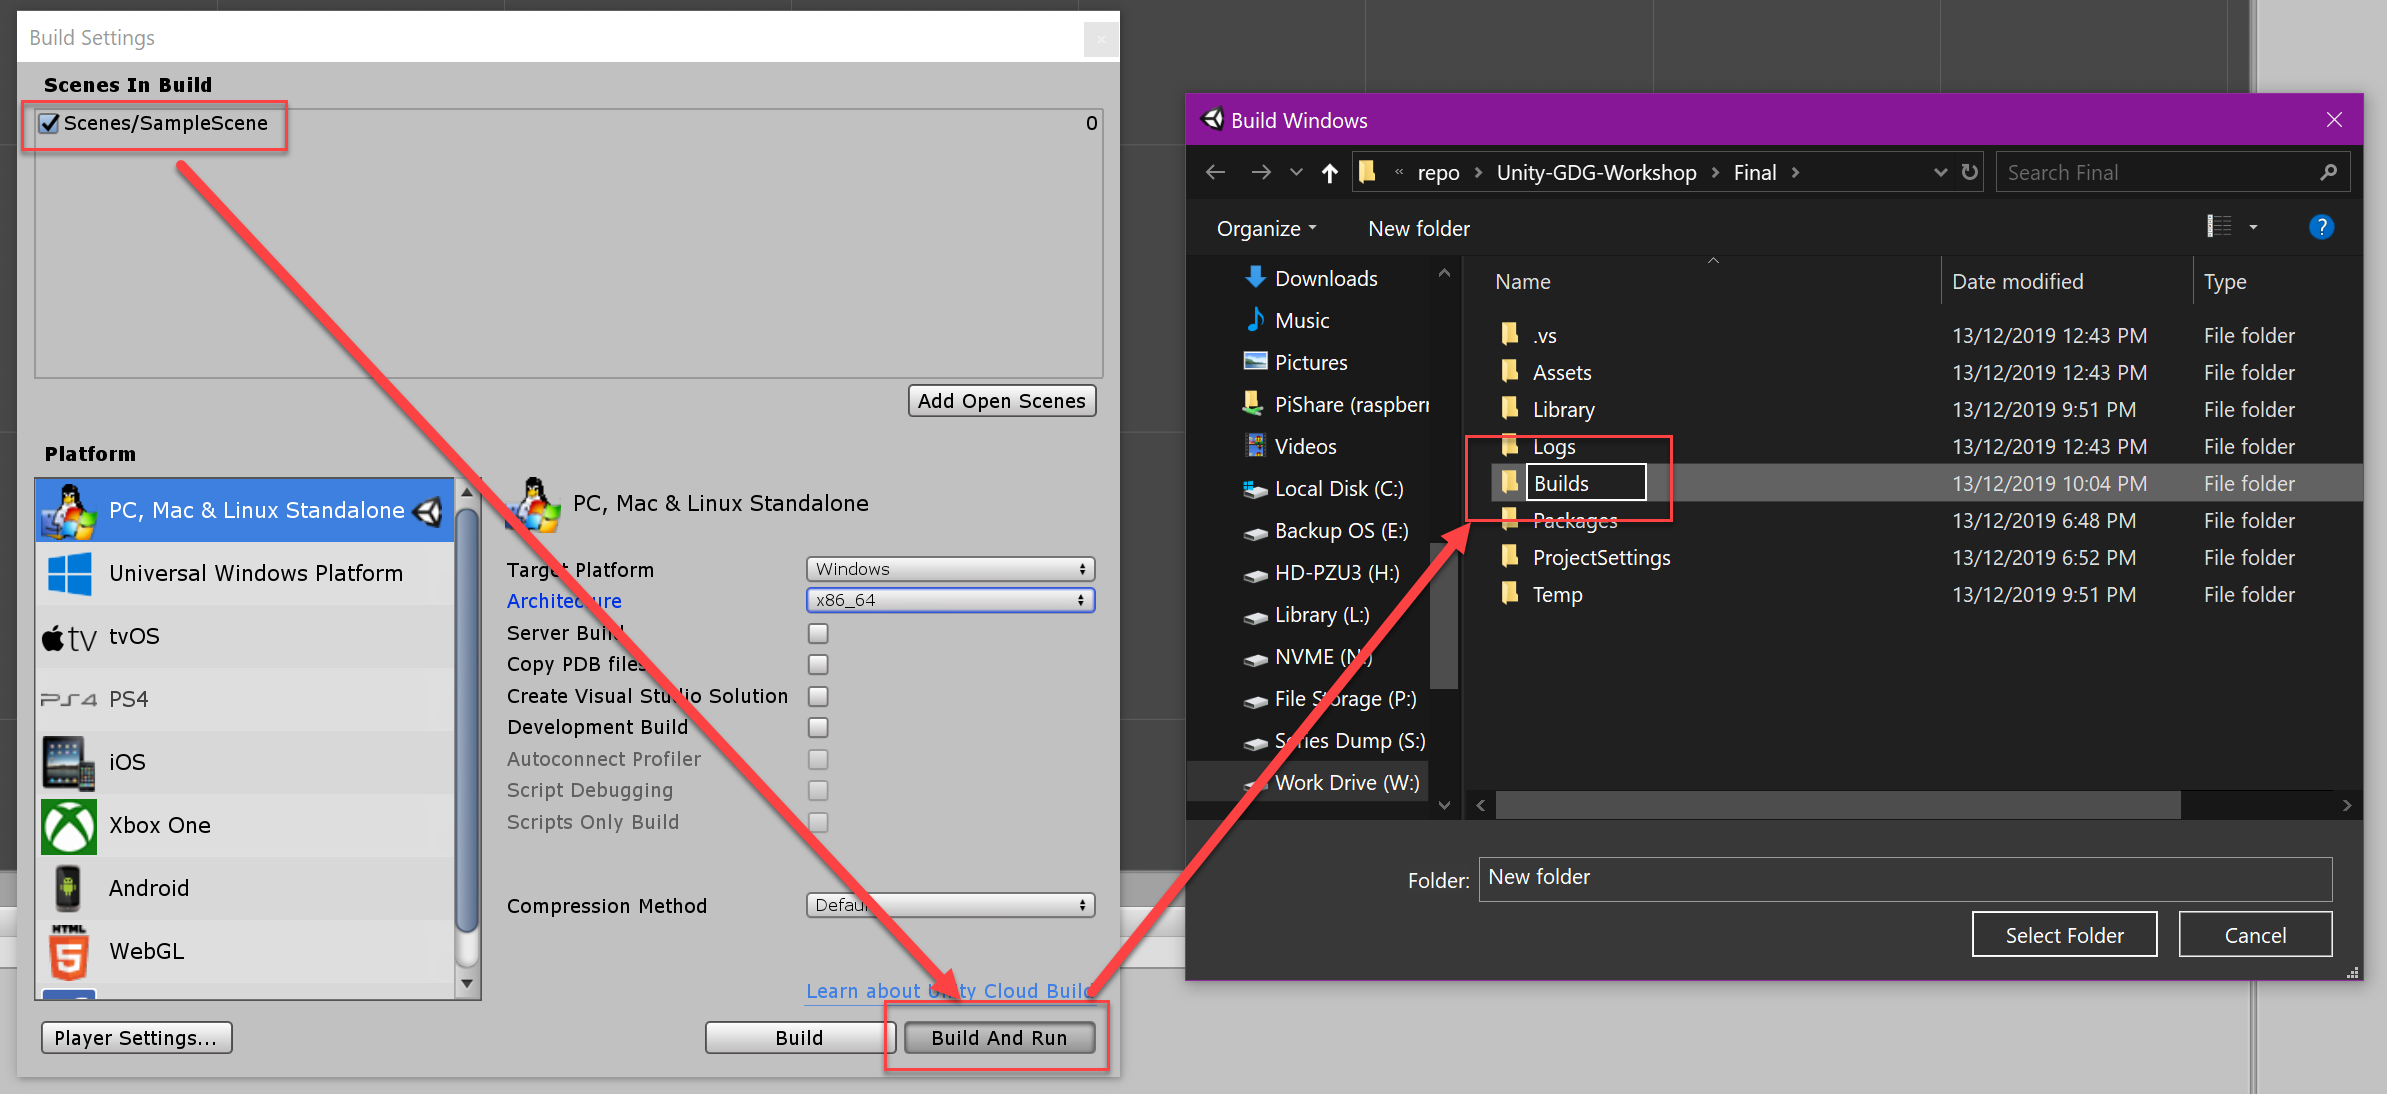 Build Settings
Scenes In Build
Scenes/SampleScene 0
Add Open Scenes
Platform
PC, Mac & Linux Standalone
Universal Windows Platform
tv tvOS
PS4 PS4
iOS
Xbox One
Android
HTML 5 WebGL
PC, Mac & Linux Standalone
Target Platform Windows
Architecture x86_64
Server Build
Copy PDB files
Create Visual Studio Solution
Development Build
Autoconnect Profiler
Script Debugging
Scripts Only Build
Compression Method Default
Learn about Unity Cloud Build
Player Settings...
Build
Build And Run
Build Windows
« repo › Unity-GDG-Workshop › Final ›
Search Final
Organize
New folder
?
Downloads
Music
Pictures
PiShare (raspberr
Videos
Local Disk (C:)
Backup OS (E:)
HD-PZU3 (H:)
Library (L:)
NVME (N:)
File Storage (P:)
Series Dump (S:)
Work Drive (W:)
Name Date modified Type
.vs 13/12/2019 12:43 PM File folder
Assets 13/12/2019 12:43 PM File folder
Library 13/12/2019 9:51 PM File folder
Logs 13/12/2019 12:43 PM File folder
Builds 13/12/2019 10:04 PM File folder
Packages 13/12/2019 6:48 PM File folder
ProjectSettings 13/12/2019 6:52 PM File folder
Temp 13/12/2019 9:51 PM File folder
Folder: New folder
Select Folder
Cancel